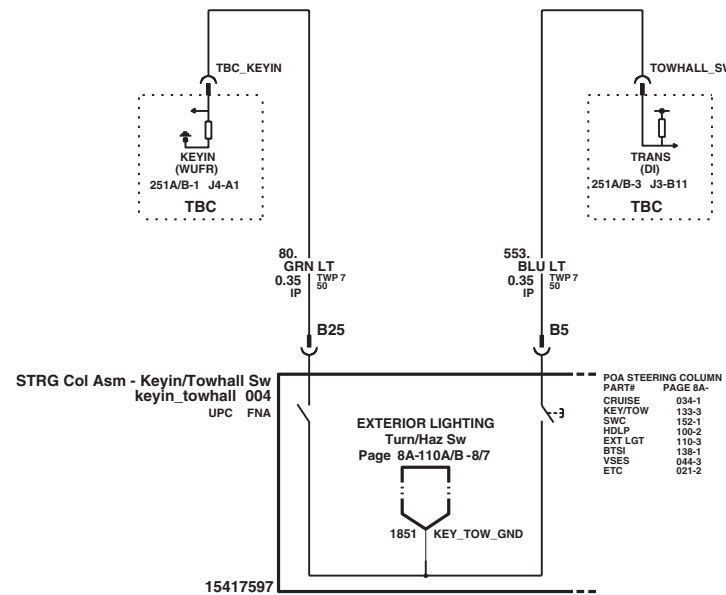 TBC_KEYIN
TOWHALL_SW
KEYIN
(WUFR)
251A/B-1 J4-A1
TBC
TRANS
(DI)
251A/B-3 J3-B11
TBC
80.
GRN LT
0.35 TWP 7
IP 50
553.
BLU LT
0.35 TWP 7
IP 50
B25
B5
STRG Col Asm - Keyin/Towhall Sw
keyin_towhall 004
UPC FNA
EXTERIOR LIGHTING
Turn/Haz Sw
Page 8A-110A/B -8/7
1851 KEY_TOW_GND
15417597
POA STEERING COLUMN
PART# PAGE 8A-
CRUISE 034-1
KEY/TOW 133-3
SWC 152-1
HDLP 100-2
EXT LGT 110-3
BTSI 138-1
VSES 044-3
ETC 021-2